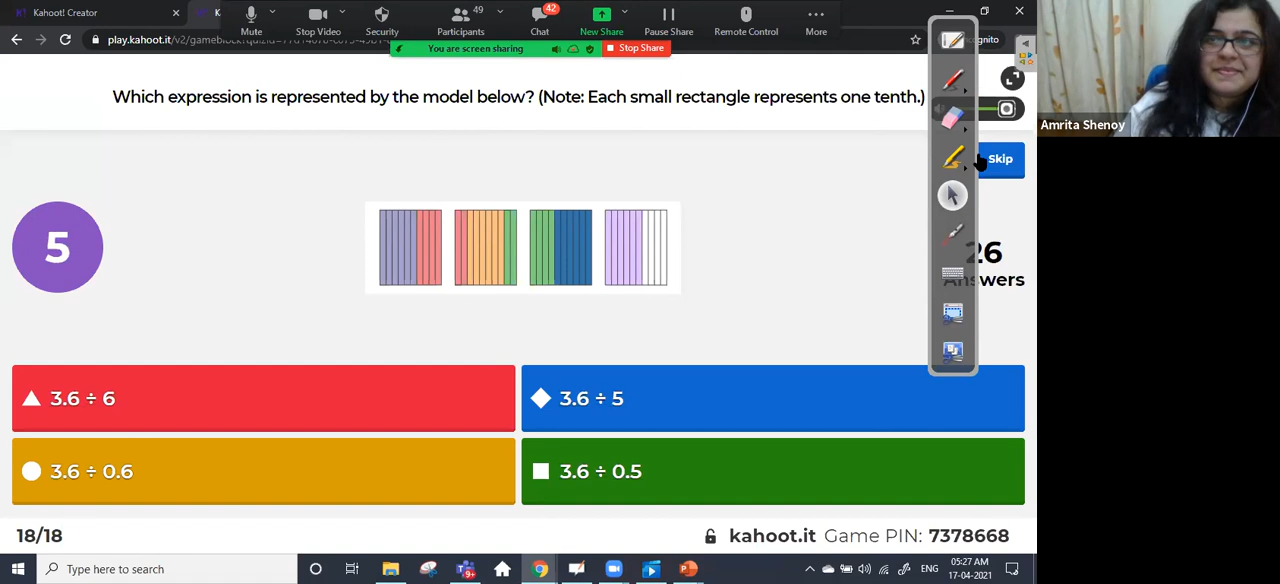 Kahoot! Creator
K
Mute
Stop Video
Security
49
Participants
42
Chat
New Share
Pause Share
Remote Control
More
play.kahoot.it/v2/gameblock?quizId=
You are screen sharing
Stop Share
Which expression is represented by the model below? (Note: Each small rectangle represents one tenth.)
Amrita Shenoy
Skip
5
26
Answers
3.6 ÷ 6
3.6 ÷ 5
3.6 ÷ 0.6
3.6 ÷ 0.5
18/18
kahoot.it Game PIN: 7378668
Type here to search
9+
ENG
05:27 AM
17-04-2021